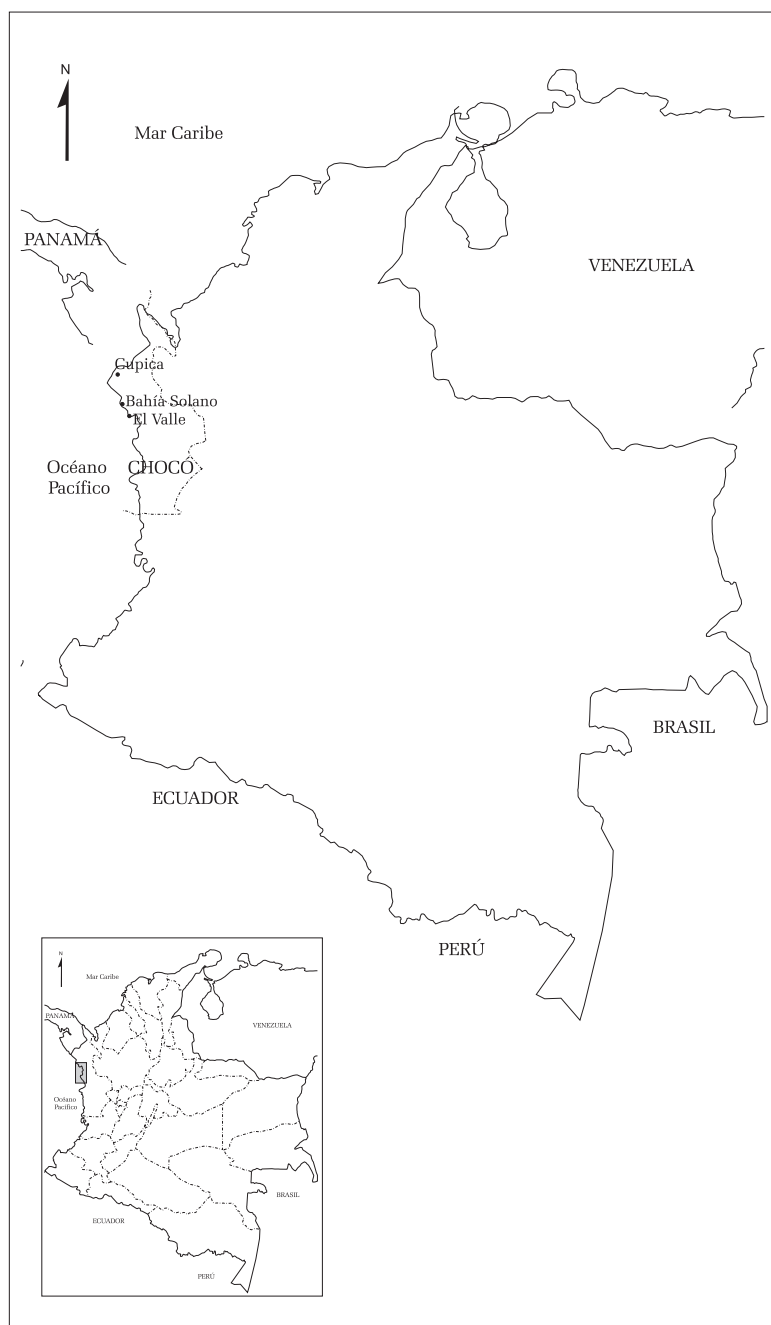 N
Mar Caribe
PANAMÁ
VENEZUELA
Cupica
Bahía Solano
El Valle
Océano
Pacífico
CHOCÓ
BRASIL
ECUADOR
PERÚ
N
Mar Caribe
PANAMÁ
VENEZUELA
Océano
Pacífico
BRASIL
ECUADOR
PERÚ